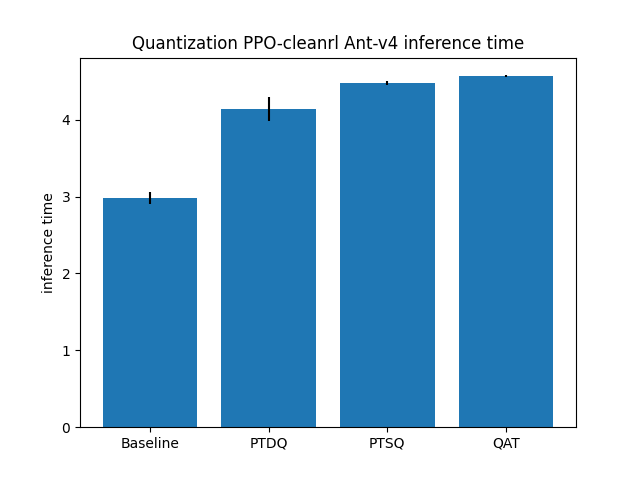 Quantization PPO-cleanrl Ant-v4 inference time
inference time
4
3
2
1
0
Baseline PTDQ PTSQ QAT